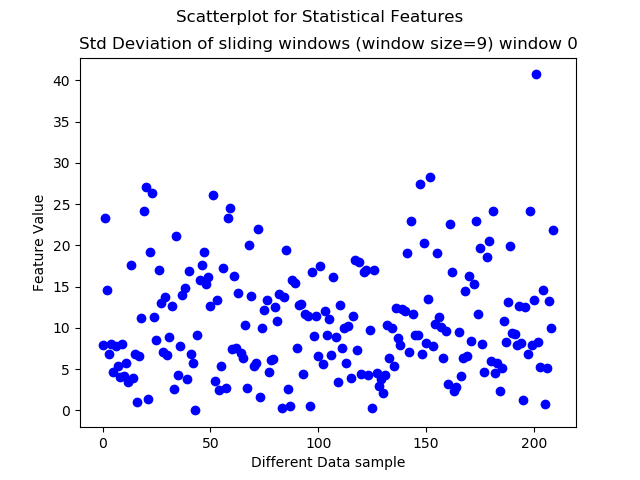 Scatterplot for Statistical Features
Std Deviation of sliding windows (window size=9) window 0
40
35
30
25
20
15
10
5
0
Feature Value
0 50 100 150 200
Different Data sample